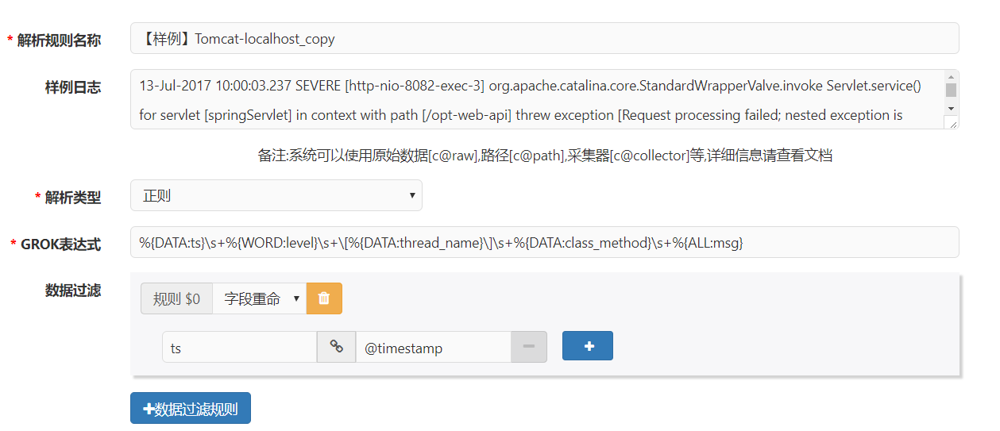 * 解析规则名称 【样例】Tomcat-localhost_copy
样例日志 13-Jul-2017 10:00:03.237 SEVERE [http-nio-8082-exec-3] org.apache.catalina.core.StandardWrapperValve.invoke Servlet.service()
for servlet [springServlet] in context with path [/opt-web-api] threw exception [Request processing failed; nested exception is
备注:系统可以使用原始数据[c@raw],路径[c@path],采集器[c@collector]等,详细信息请查看文档
* 解析类型 正则
* GROK表达式 %{DATA:ts}\s+%{WORD:level}\s+\[%{DATA:thread_name}\]\s+%{DATA:class_method}\s+%{ALL:msg}
数据过滤 规则 $0 字段重命
ts @timestamp
+数据过滤规则